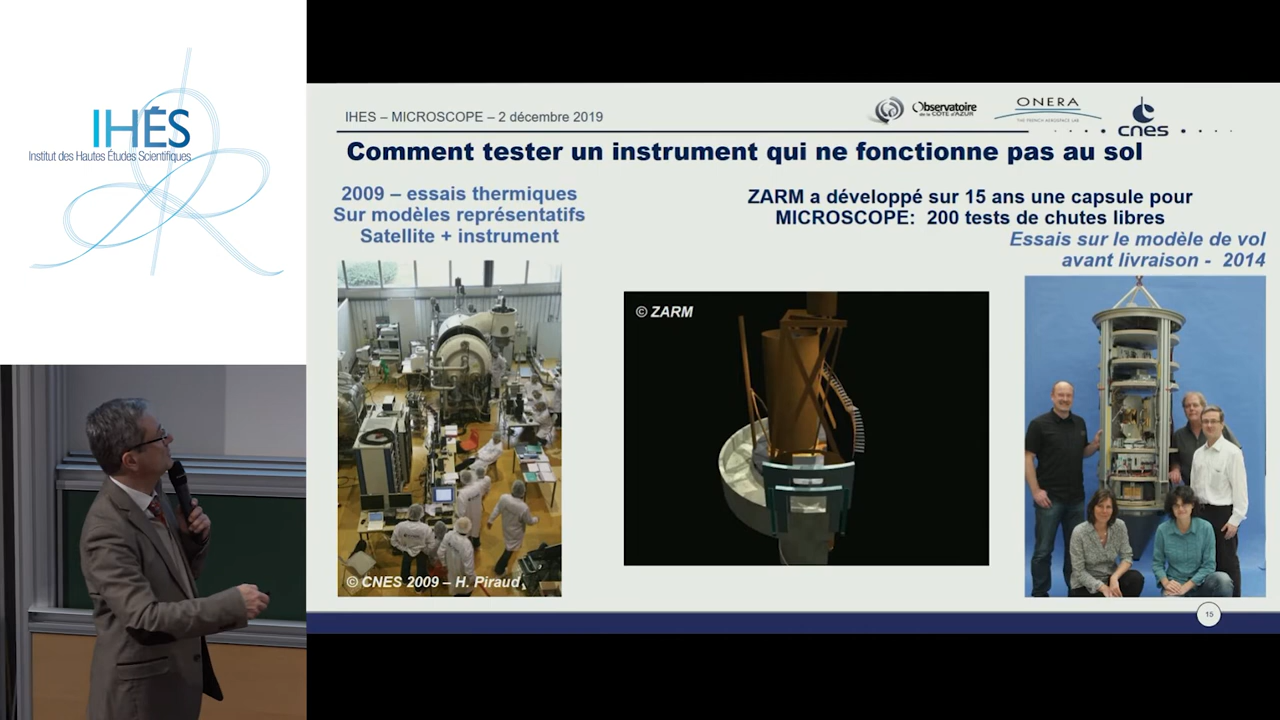 IHÉS
Institut des Hautes Études Scientifiques
IHES – MICROSCOPE – 2 décembre 2019
Observatoire
de la CÔTE d'AZUR
ONERA
THE FRENCH AEROSPACE LAB
cnes
Comment tester un instrument qui ne fonctionne pas au sol
2009 – essais thermiques
Sur modèles représentatifs
Satellite + instrument
© CNES 2009 – H. Piraud
ZARM a développé sur 15 ans une capsule pour
MICROSCOPE: 200 tests de chutes libres
Essais sur le modèle de vol
avant livraison - 2014
© ZARM
15